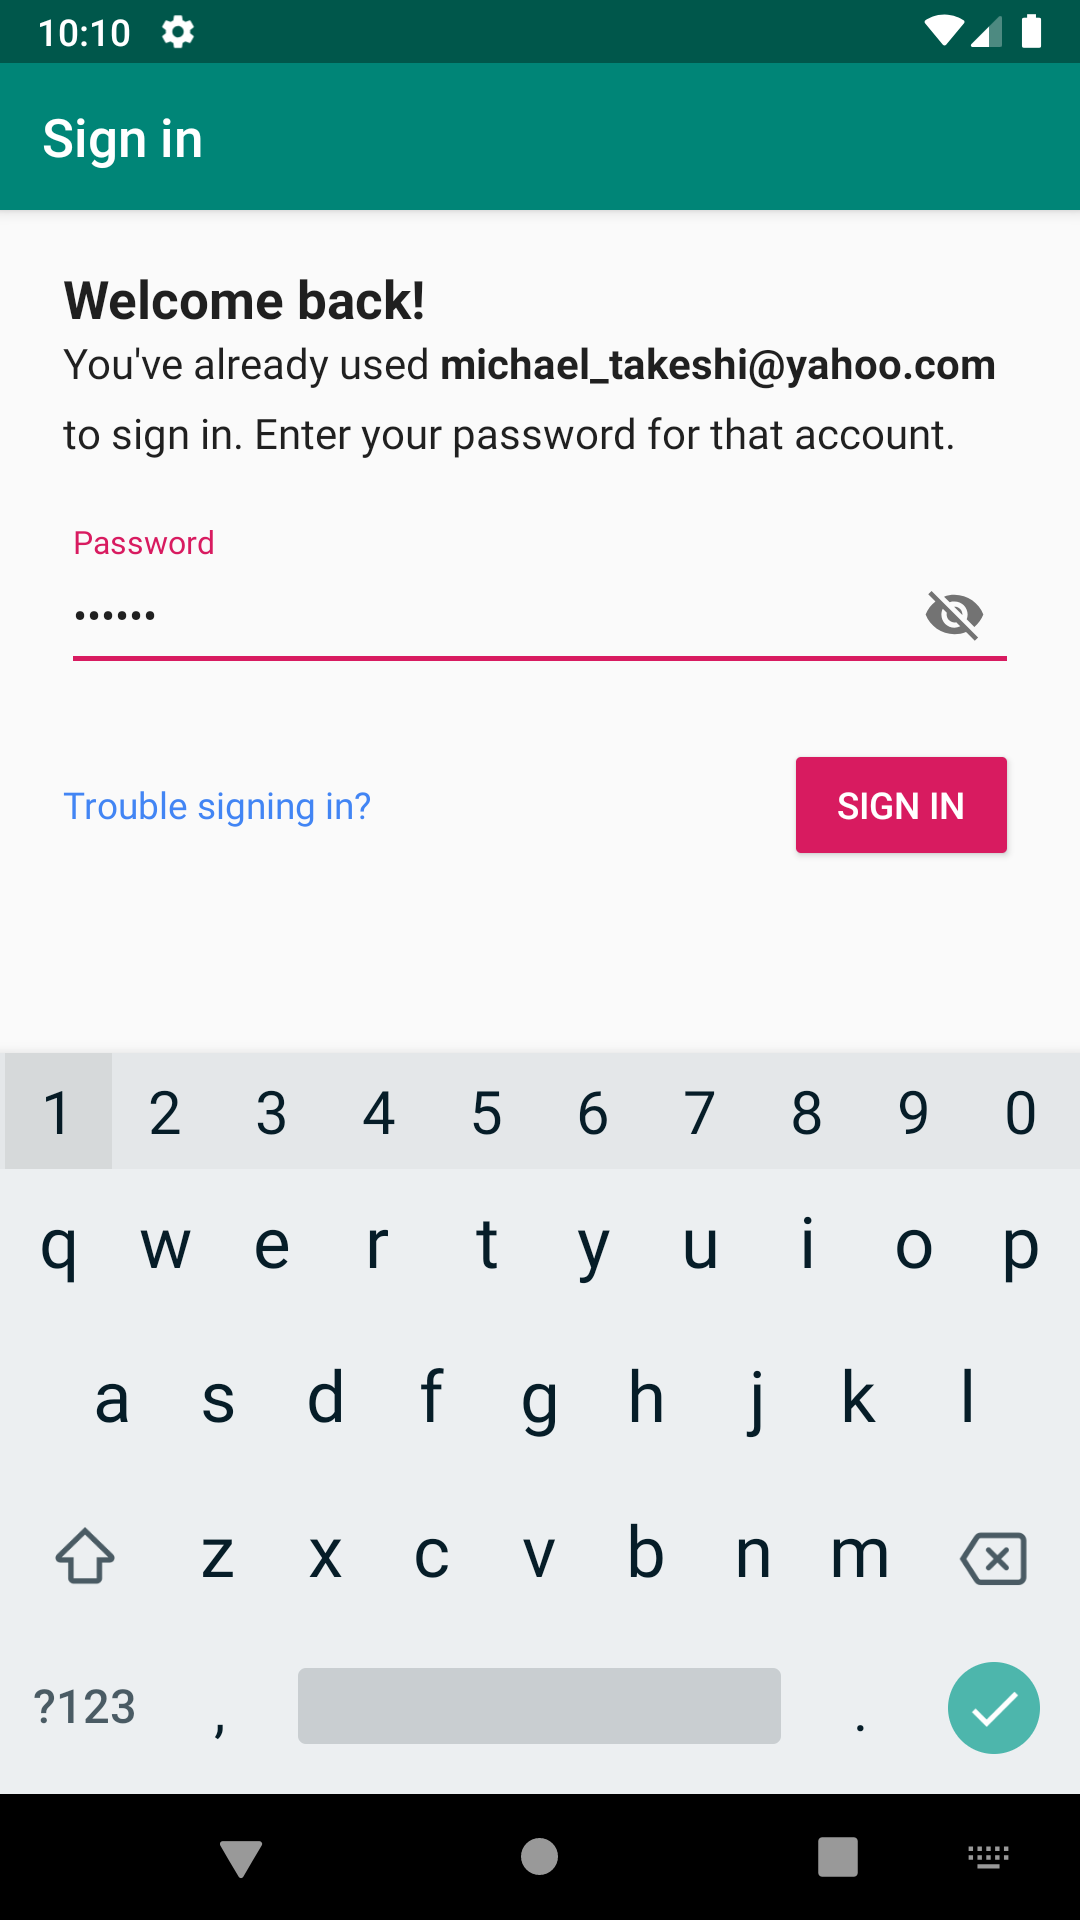 10:10
Sign in
Welcome back!
You've already used michael_takeshi@yahoo.com
to sign in. Enter your password for that account.
Password
••••••
Trouble signing in?
SIGN IN
1 2 3 4 5 6 7 8 9 0
q w e r t y u i o p
a s d f g h j k l
z x c v b n m
?123 , .